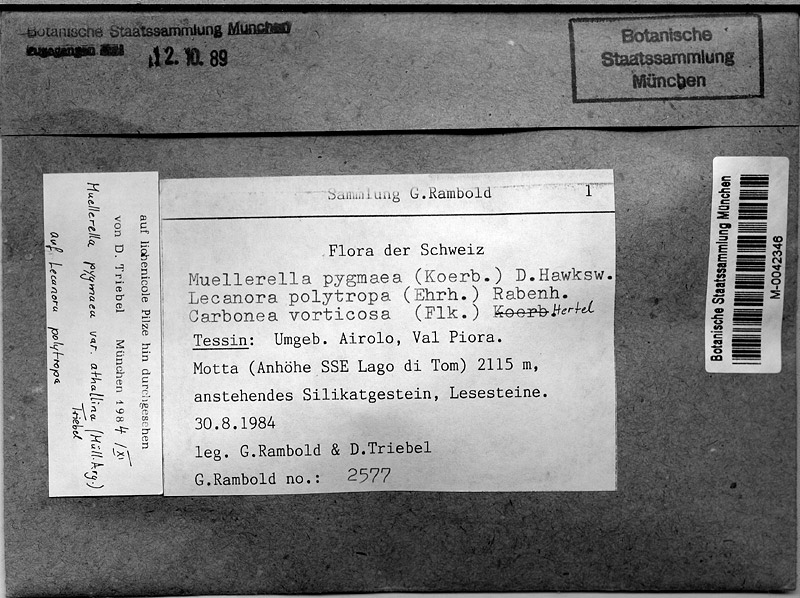 Botanische Staatssammlung München
Zugegangen am
12. 10. 89
Botanische
Staatssammlung
München
auf lichenicole Pilze hin durchgesehen
von D. Triebel München 1984 /XI
Muellerella pygmaea var. athallina (Müll.Arg.)
Triebel
auf Lecanora polytropa
Sammlung G.Rambold 1
Flora der Schweiz
Muellerella pygmaea (Koerb.) D.Hawksw.
Lecanora polytropa (Ehrh.) Rabenh.
Carbonea vorticosa (Flk.) Koerb. Hertel
Tessin: Umgeb. Airolo, Val Piora.
Motta (Anhöhe SSE Lago di Tom) 2115 m,
anstehendes Silikatgestein, Lesesteine.
30.8.1984
leg. G.Rambold & D.Triebel
G.Rambold no.: 2577
Botanische Staatssammlung München
M-0042346